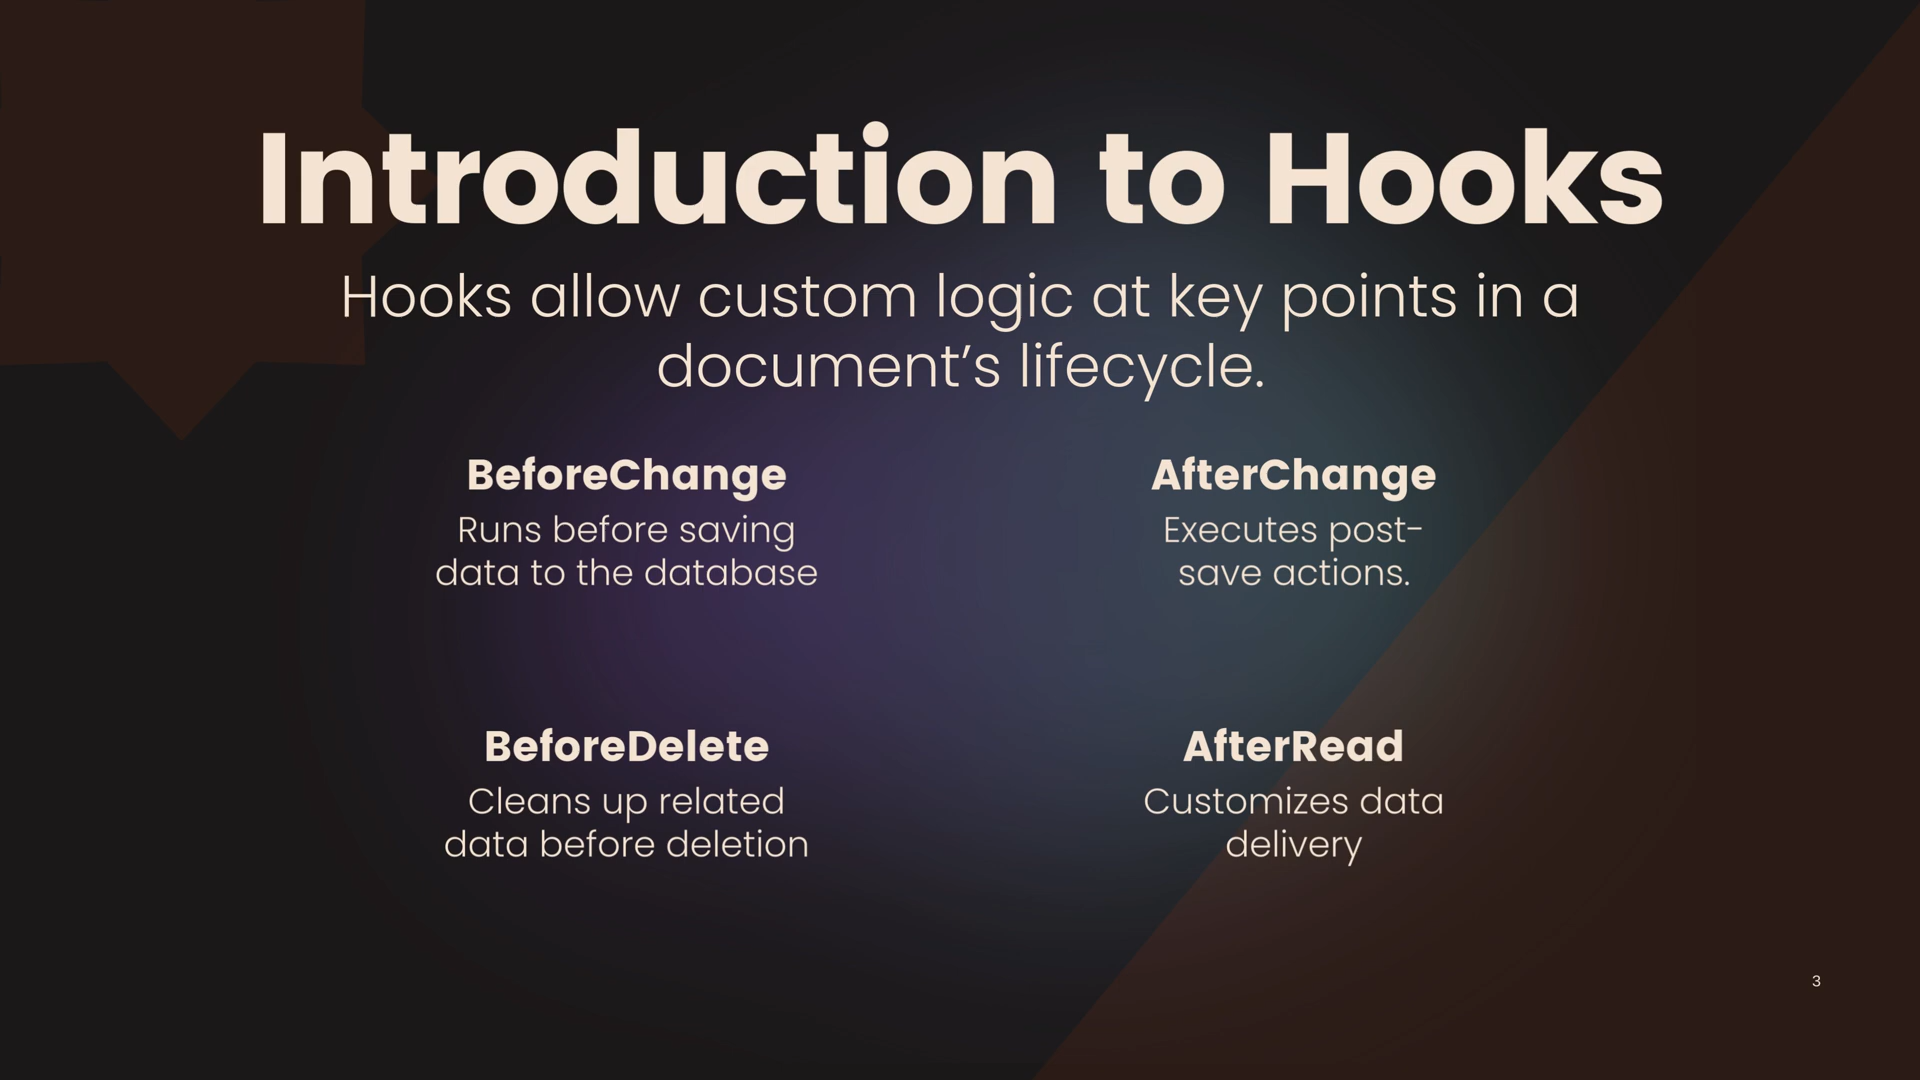 Introduction to Hooks
Hooks allow custom logic at key points in a
document’s lifecycle.
BeforeChange
Runs before saving
data to the database
AfterChange
Executes post-
save actions.
BeforeDelete
Cleans up related
data before deletion
AfterRead
Customizes data
delivery
3